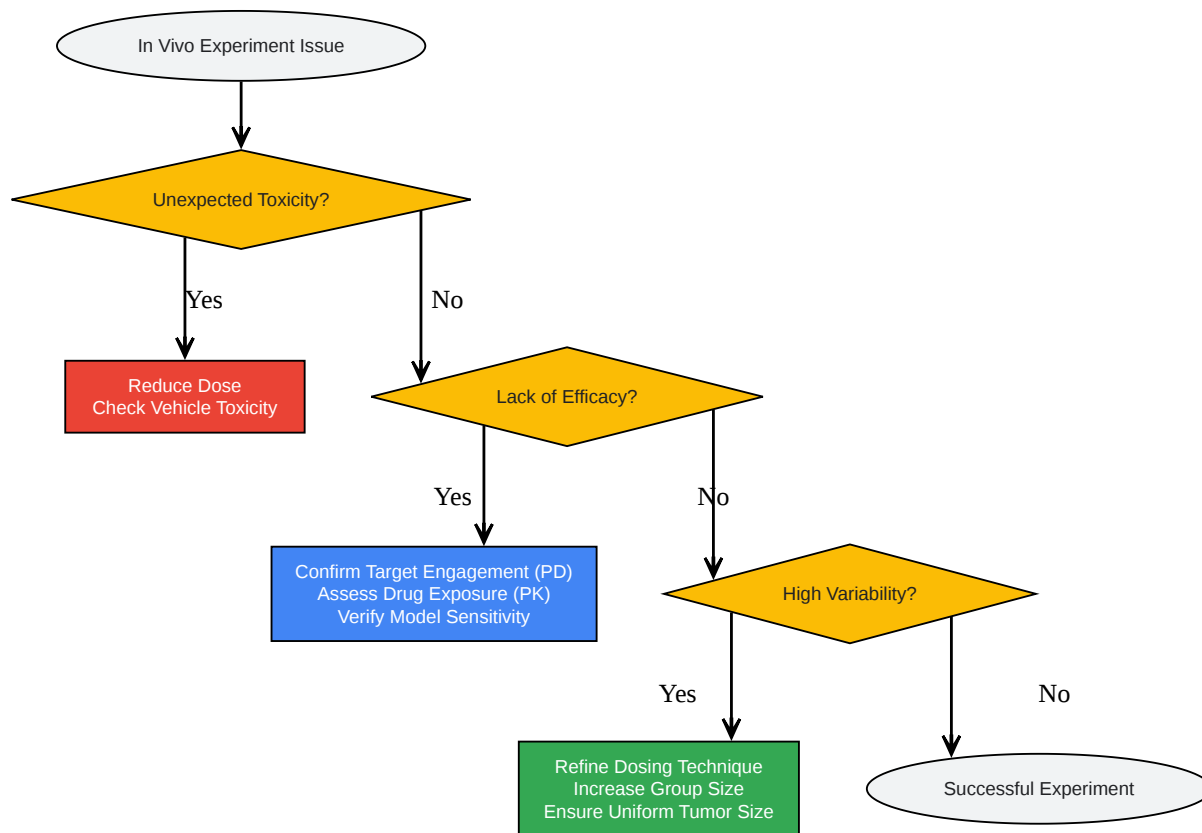 In Vivo Experiment Issue
Unexpected Toxicity?
Yes
No
Reduce Dose
Check Vehicle Toxicity
Lack of Efficacy?
Yes
No
Confirm Target Engagement (PD)
Assess Drug Exposure (PK)
Verify Model Sensitivity
High Variability?
Yes
No
Refine Dosing Technique
Increase Group Size
Ensure Uniform Tumor Size
Successful Experiment